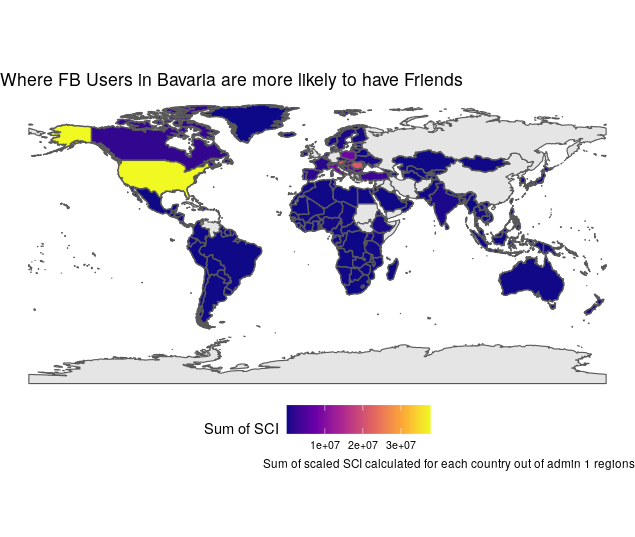 Where FB Users in Bavaria are more likely to have Friends
Sum of SCI
1e+07 2e+07 3e+07
Sum of scaled SCI calculated for each country out of admin 1 regions